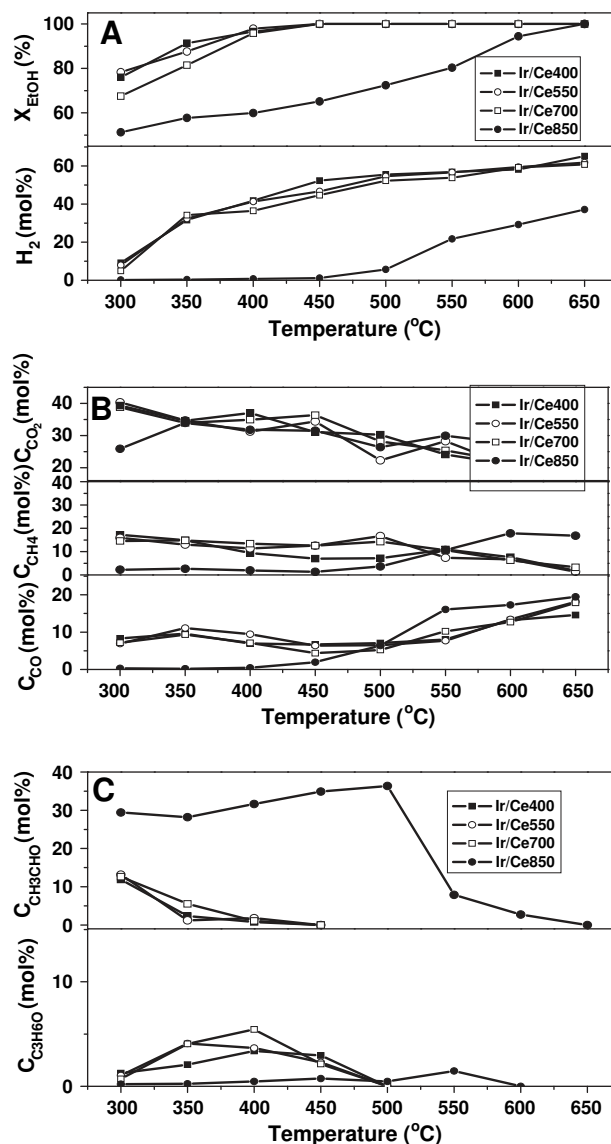 A
X_EtOH (%)
100
80
60
Ir/Ce400
Ir/Ce550
Ir/Ce700
Ir/Ce850
H_2 (mol%)
60
40
20
0
300 350 400 450 500 550 600 650
Temperature (°C)
B
C_CO2 (mol%)
40
30
20
Ir/Ce400
Ir/Ce550
Ir/Ce700
Ir/Ce850
C_CH4 (mol%)
40
30
20
10
0
C_CO (mol%)
20
10
0
300 350 400 450 500 550 600 650
Temperature (°C)
C
C_CH3CHO (mol%)
40
30
20
10
0
Ir/Ce400
Ir/Ce550
Ir/Ce700
Ir/Ce850
C_C3H6O (mol%)
10
5
0
300 350 400 450 500 550 600 650
Temperature (°C)